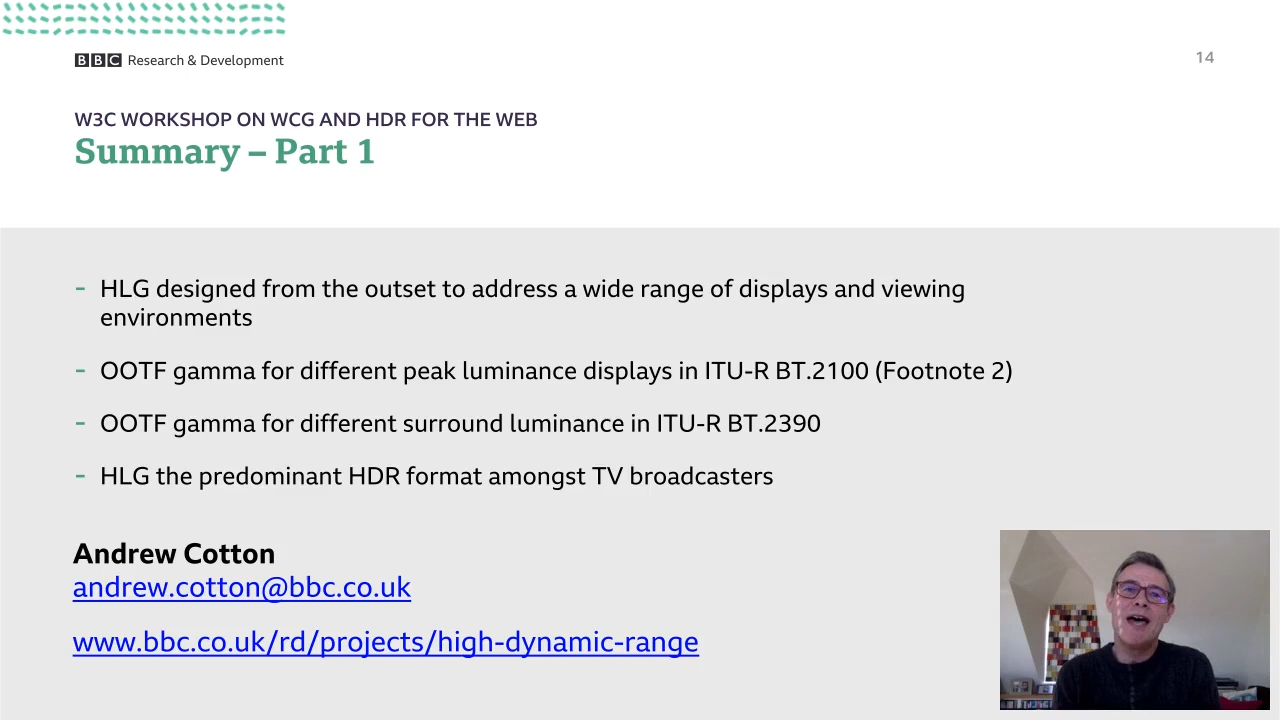 BBC Research & Development
14
W3C WORKSHOP ON WCG AND HDR FOR THE WEB
Summary – Part 1
- HLG designed from the outset to address a wide range of displays and viewing
environments
- OOTF gamma for different peak luminance displays in ITU-R BT.2100 (Footnote 2)
- OOTF gamma for different surround luminance in ITU-R BT.2390
- HLG the predominant HDR format amongst TV broadcasters
Andrew Cotton
andrew.cotton@bbc.co.uk
www.bbc.co.uk/rd/projects/high-dynamic-range